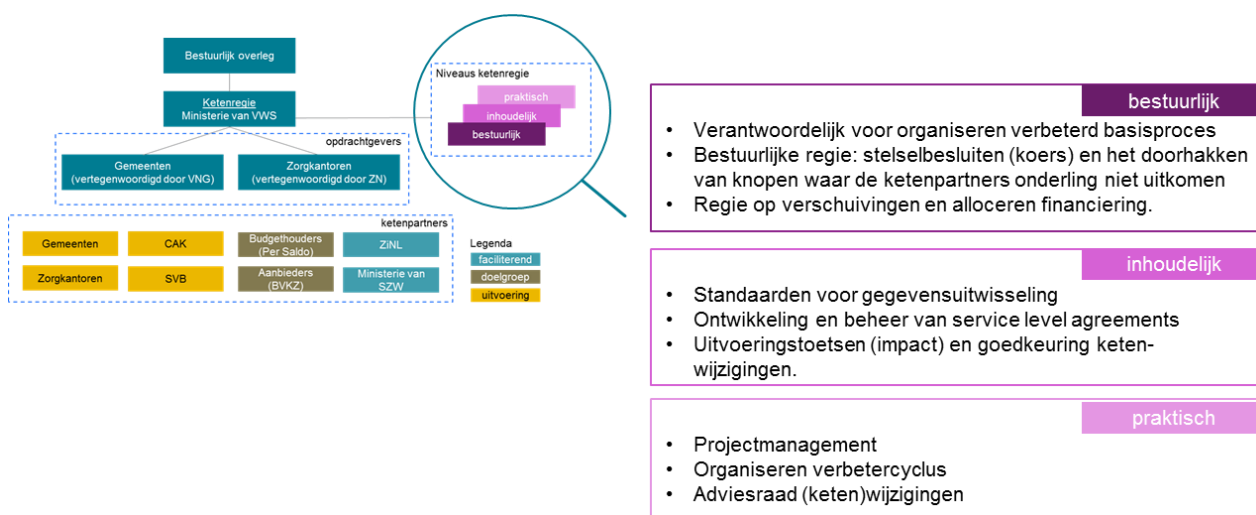 Bestuurlijk overleg
Ketenregie
Ministerie van VWS
opdrachtgevers
Gemeenten
(vertegenwoordigd door VNG)
Zorgkantoren
(vertegenwoordigd door ZN)
ketenpartners
Gemeenten
CAK
Budgethouders
(Per Saldo)
ZiNL
Zorgkantoren
SVB
Aanbieders
(BVKZ)
Ministerie van
SZW
Legenda
faciliterend
doelgroep
uitvoering
Niveaus ketenregie
praktisch
inhoudelijk
bestuurlijk
bestuurlijk
• Verantwoordelijk voor organiseren verbeterd basisproces
• Bestuurlijke regie: stelselbesluiten (koers) en het doorhakken
van knopen waar de ketenpartners onderling niet uitkomen
• Regie op verschuivingen en alloceren financiering.
inhoudelijk
• Standaarden voor gegevensuitwisseling
• Ontwikkeling en beheer van service level agreements
• Uitvoeringstoetsen (impact) en goedkeuring keten-
wijzigingen.
praktisch
• Projectmanagement
• Organiseren verbetercyclus
• Adviesraad (keten)wijzigingen